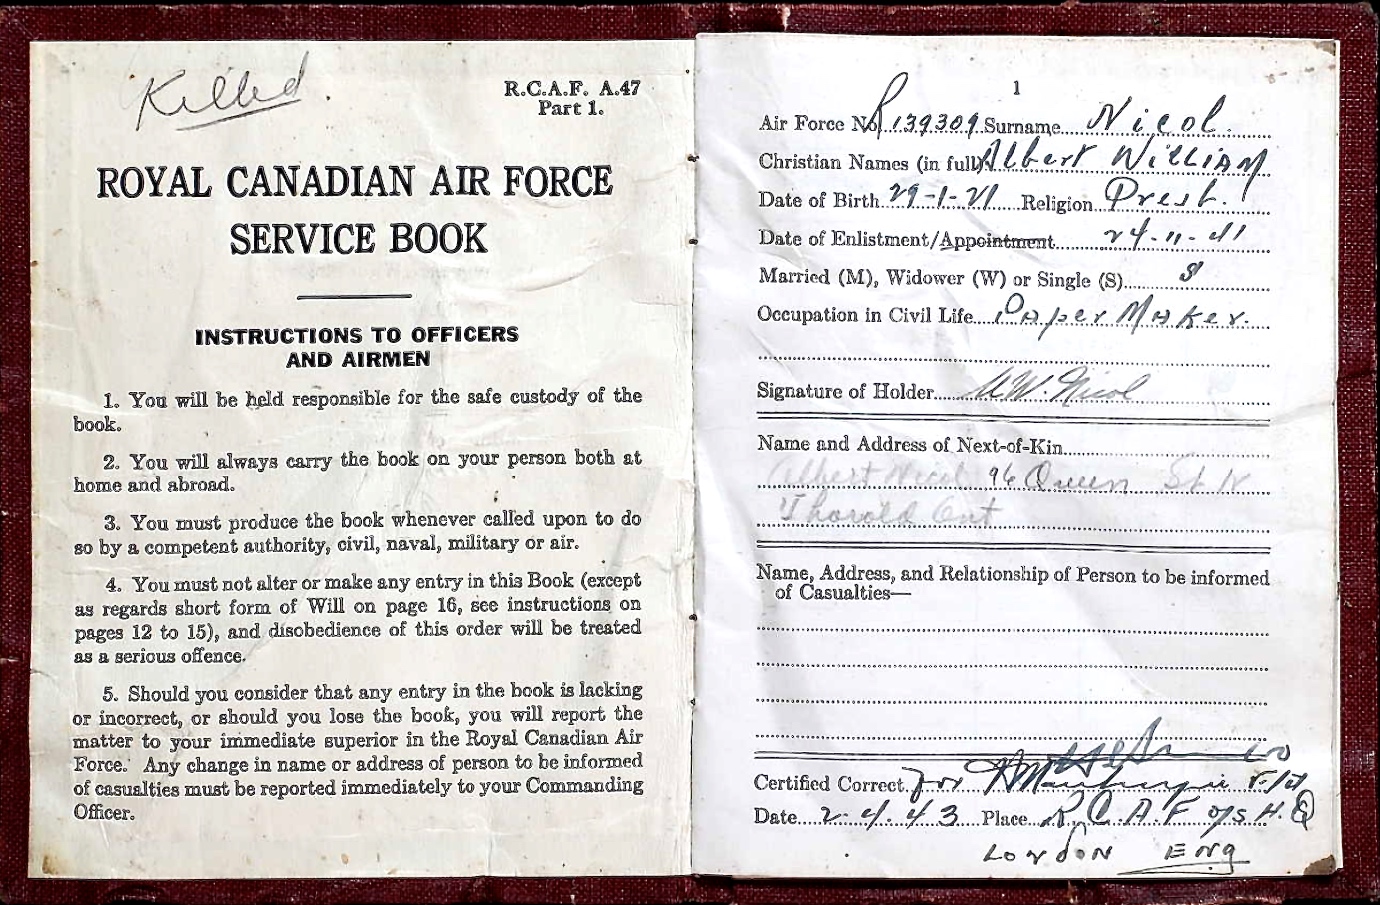 Killed.
R.C.A.F. A.47
Part 1.
ROYAL CANADIAN AIR FORCE
SERVICE BOOK
INSTRUCTIONS TO OFFICERS
AND AIRMEN
1. You will be held responsible for the safe custody of the
book.
2. You will always carry the book on your person both at
home and abroad.
3. You must produce the book whenever called upon to do
so by a competent authority, civil, naval, military or air.
4. You must not alter or make any entry in this Book (except
as regards short form of Will on page 16, see instructions on
pages 12 to 15), and disobedience of this order will be treated
as a serious offence.
5. Should you consider that any entry in the book is lacking
or incorrect, or should you lose the book, you will report the
matter to your immediate superior in the Royal Canadian Air
Force. Any change in name or address of person to be informed
of casualties must be reported immediately to your Commanding
Officer.
1
Air Force No. R139309 Surname Nicol.
Christian Names (in full) Albert William
Date of Birth 29-1-21 Religion Presb.
Date of Enlistment/Appointment 24-11-41
Married (M), Widower (W) or Single (S) S
Occupation in Civil Life Paper Maker.
Signature of Holder A.W. Nicol
Name and Address of Next-of-Kin
Albert Nicol 96 Queen St N
Thorold Ont
Name, Address, and Relationship of Person to be informed
of Casualties—
Certified Correct for F/Lt
Date 2.4.43 Place R.C.A.F o/s H.Q
LONDON ENG